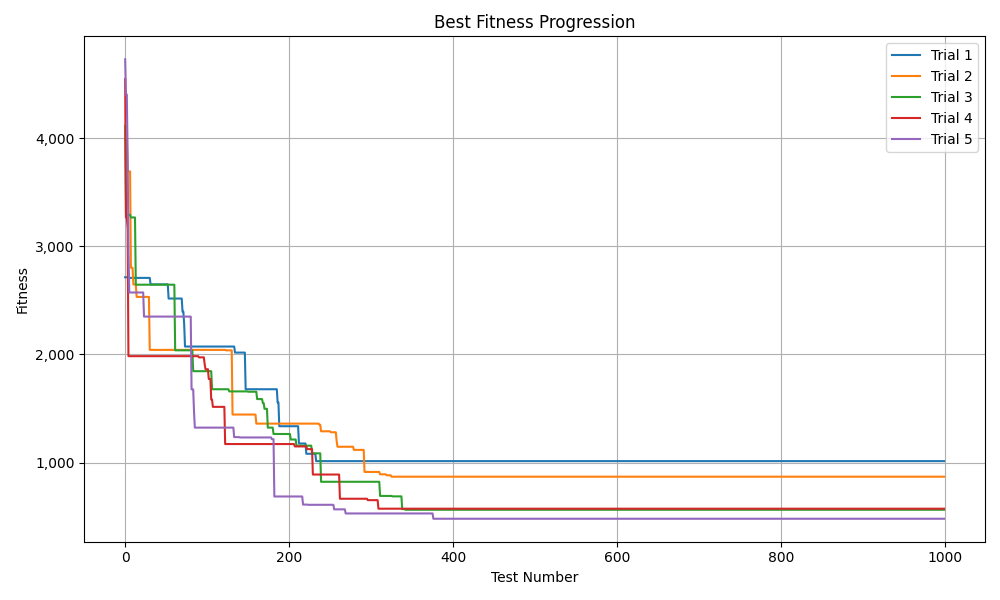 Best Fitness Progression
Trial 1
Trial 2
Trial 3
Trial 4
Trial 5
4,000
3,000
2,000
1,000
Fitness
0
200
400
600
800
1000
Test Number